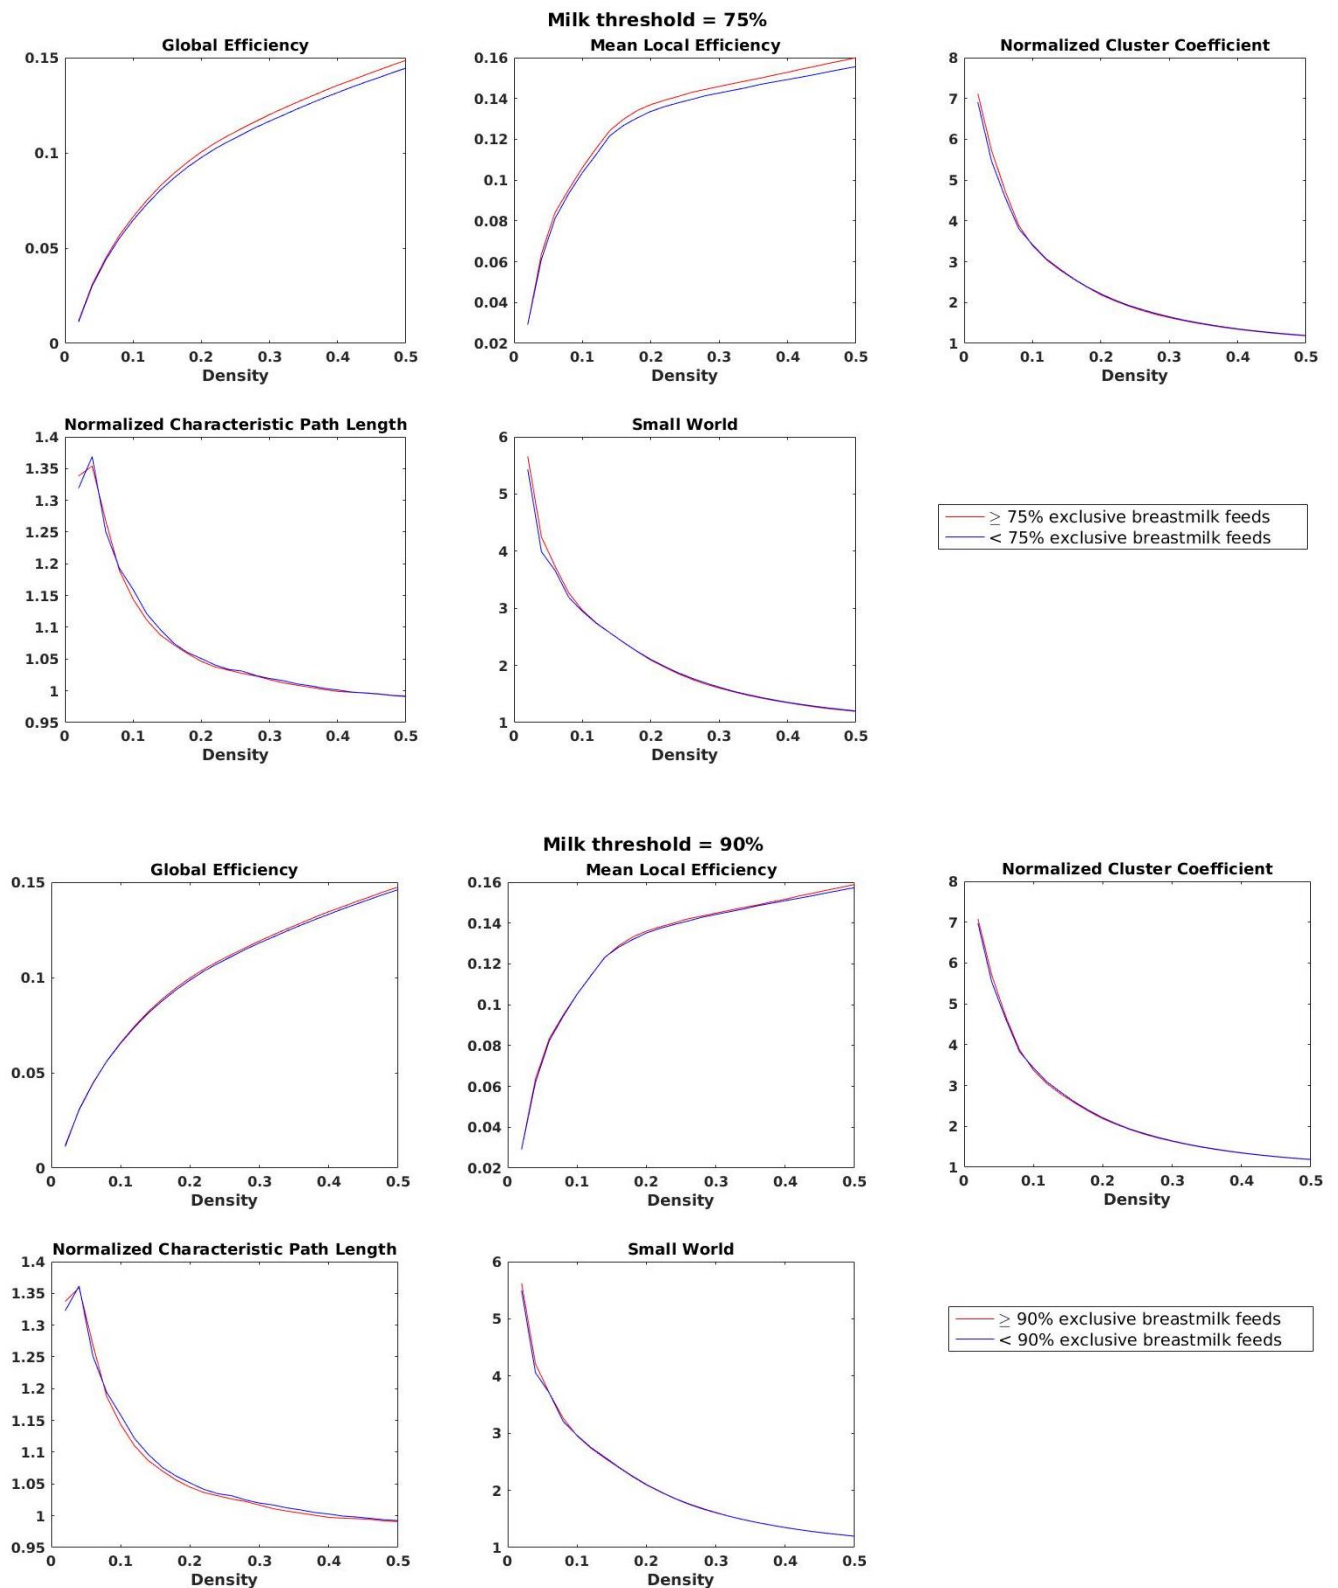 Milk threshold = 75%
Global Efficiency
Mean Local Efficiency
Normalized Cluster Coefficient
0.15
0.1
0.05
0
0 0.1 0.2 0.3 0.4 0.5
Density
0.16
0.14
0.12
0.1
0.08
0.06
0.04
0.02
0 0.1 0.2 0.3 0.4 0.5
Density
8
7
6
5
4
3
2
1
0 0.1 0.2 0.3 0.4 0.5
Density
Normalized Characteristic Path Length
1.4
1.35
1.3
1.25
1.2
1.15
1.1
1.05
1
0.95
0 0.1 0.2 0.3 0.4 0.5
Density
Small World
6
5
4
3
2
1
0 0.1 0.2 0.3 0.4 0.5
Density
≥ 75% exclusive breastmilk feeds
< 75% exclusive breastmilk feeds
Milk threshold = 90%
Global Efficiency
Mean Local Efficiency
Normalized Cluster Coefficient
0.15
0.1
0.05
0
0 0.1 0.2 0.3 0.4 0.5
Density
0.16
0.14
0.12
0.1
0.08
0.06
0.04
0.02
0 0.1 0.2 0.3 0.4 0.5
Density
8
7
6
5
4
3
2
1
0 0.1 0.2 0.3 0.4 0.5
Density
Normalized Characteristic Path Length
1.4
1.35
1.3
1.25
1.2
1.15
1.1
1.05
1
0.95
0 0.1 0.2 0.3 0.4 0.5
Density
Small World
6
5
4
3
2
1
0 0.1 0.2 0.3 0.4 0.5
Density
≥ 90% exclusive breastmilk feeds
< 90% exclusive breastmilk feeds